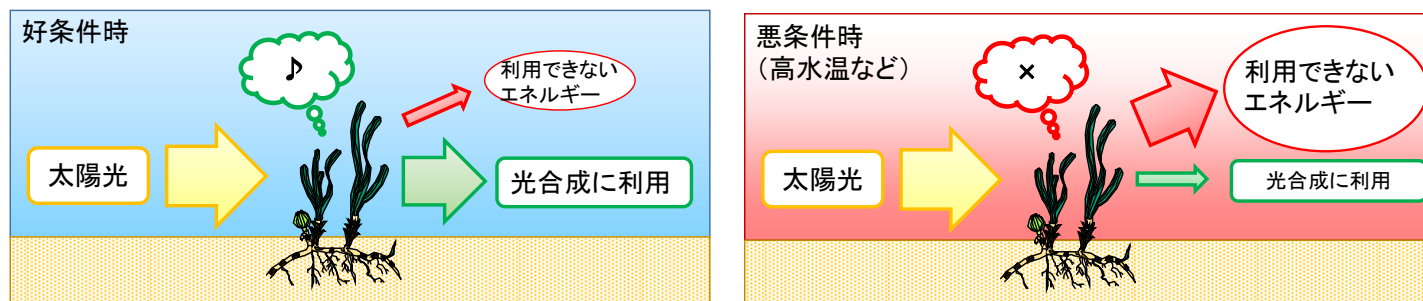 好条件時
♪
利用できない
エネルギー
太陽光
光合成に利用
悪条件時
（高水温など）
×
利用できない
エネルギー
太陽光
光合成に利用